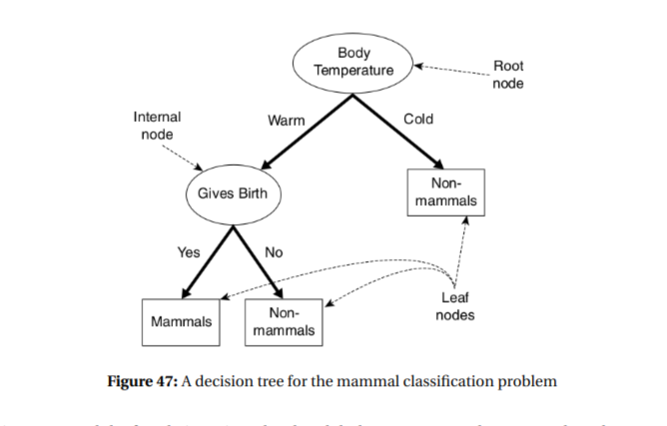 Body
Temperature
Root
node
Internal
node
Warm
Cold
Gives Birth
Non-
mammals
Yes
No
Mammals
Non-
mammals
Leaf
nodes
Figure 47: A decision tree for the mammal classification problem